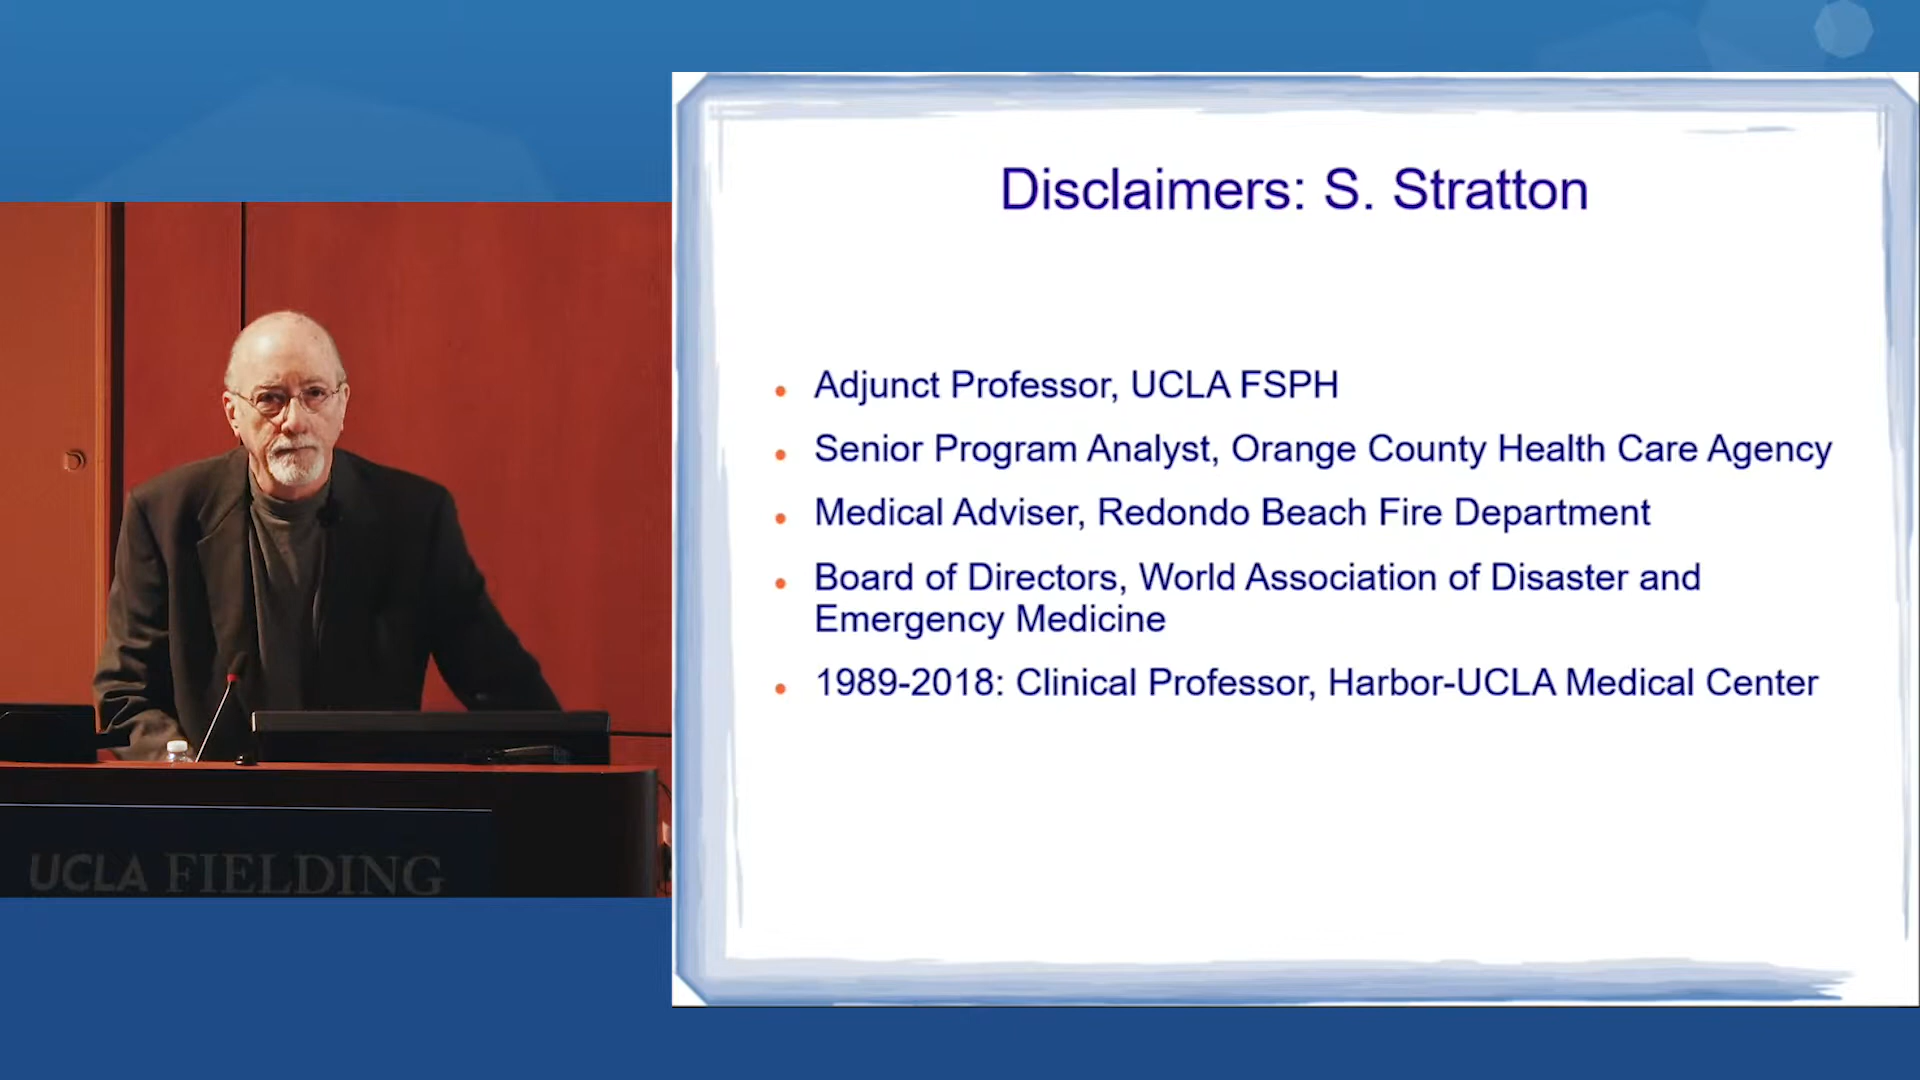 Disclaimers: S. Stratton
Adjunct Professor, UCLA FSPH
Senior Program Analyst, Orange County Health Care Agency
Medical Adviser, Redondo Beach Fire Department
Board of Directors, World Association of Disaster and
Emergency Medicine
1989-2018: Clinical Professor, Harbor-UCLA Medical Center
UCLA FIELDING